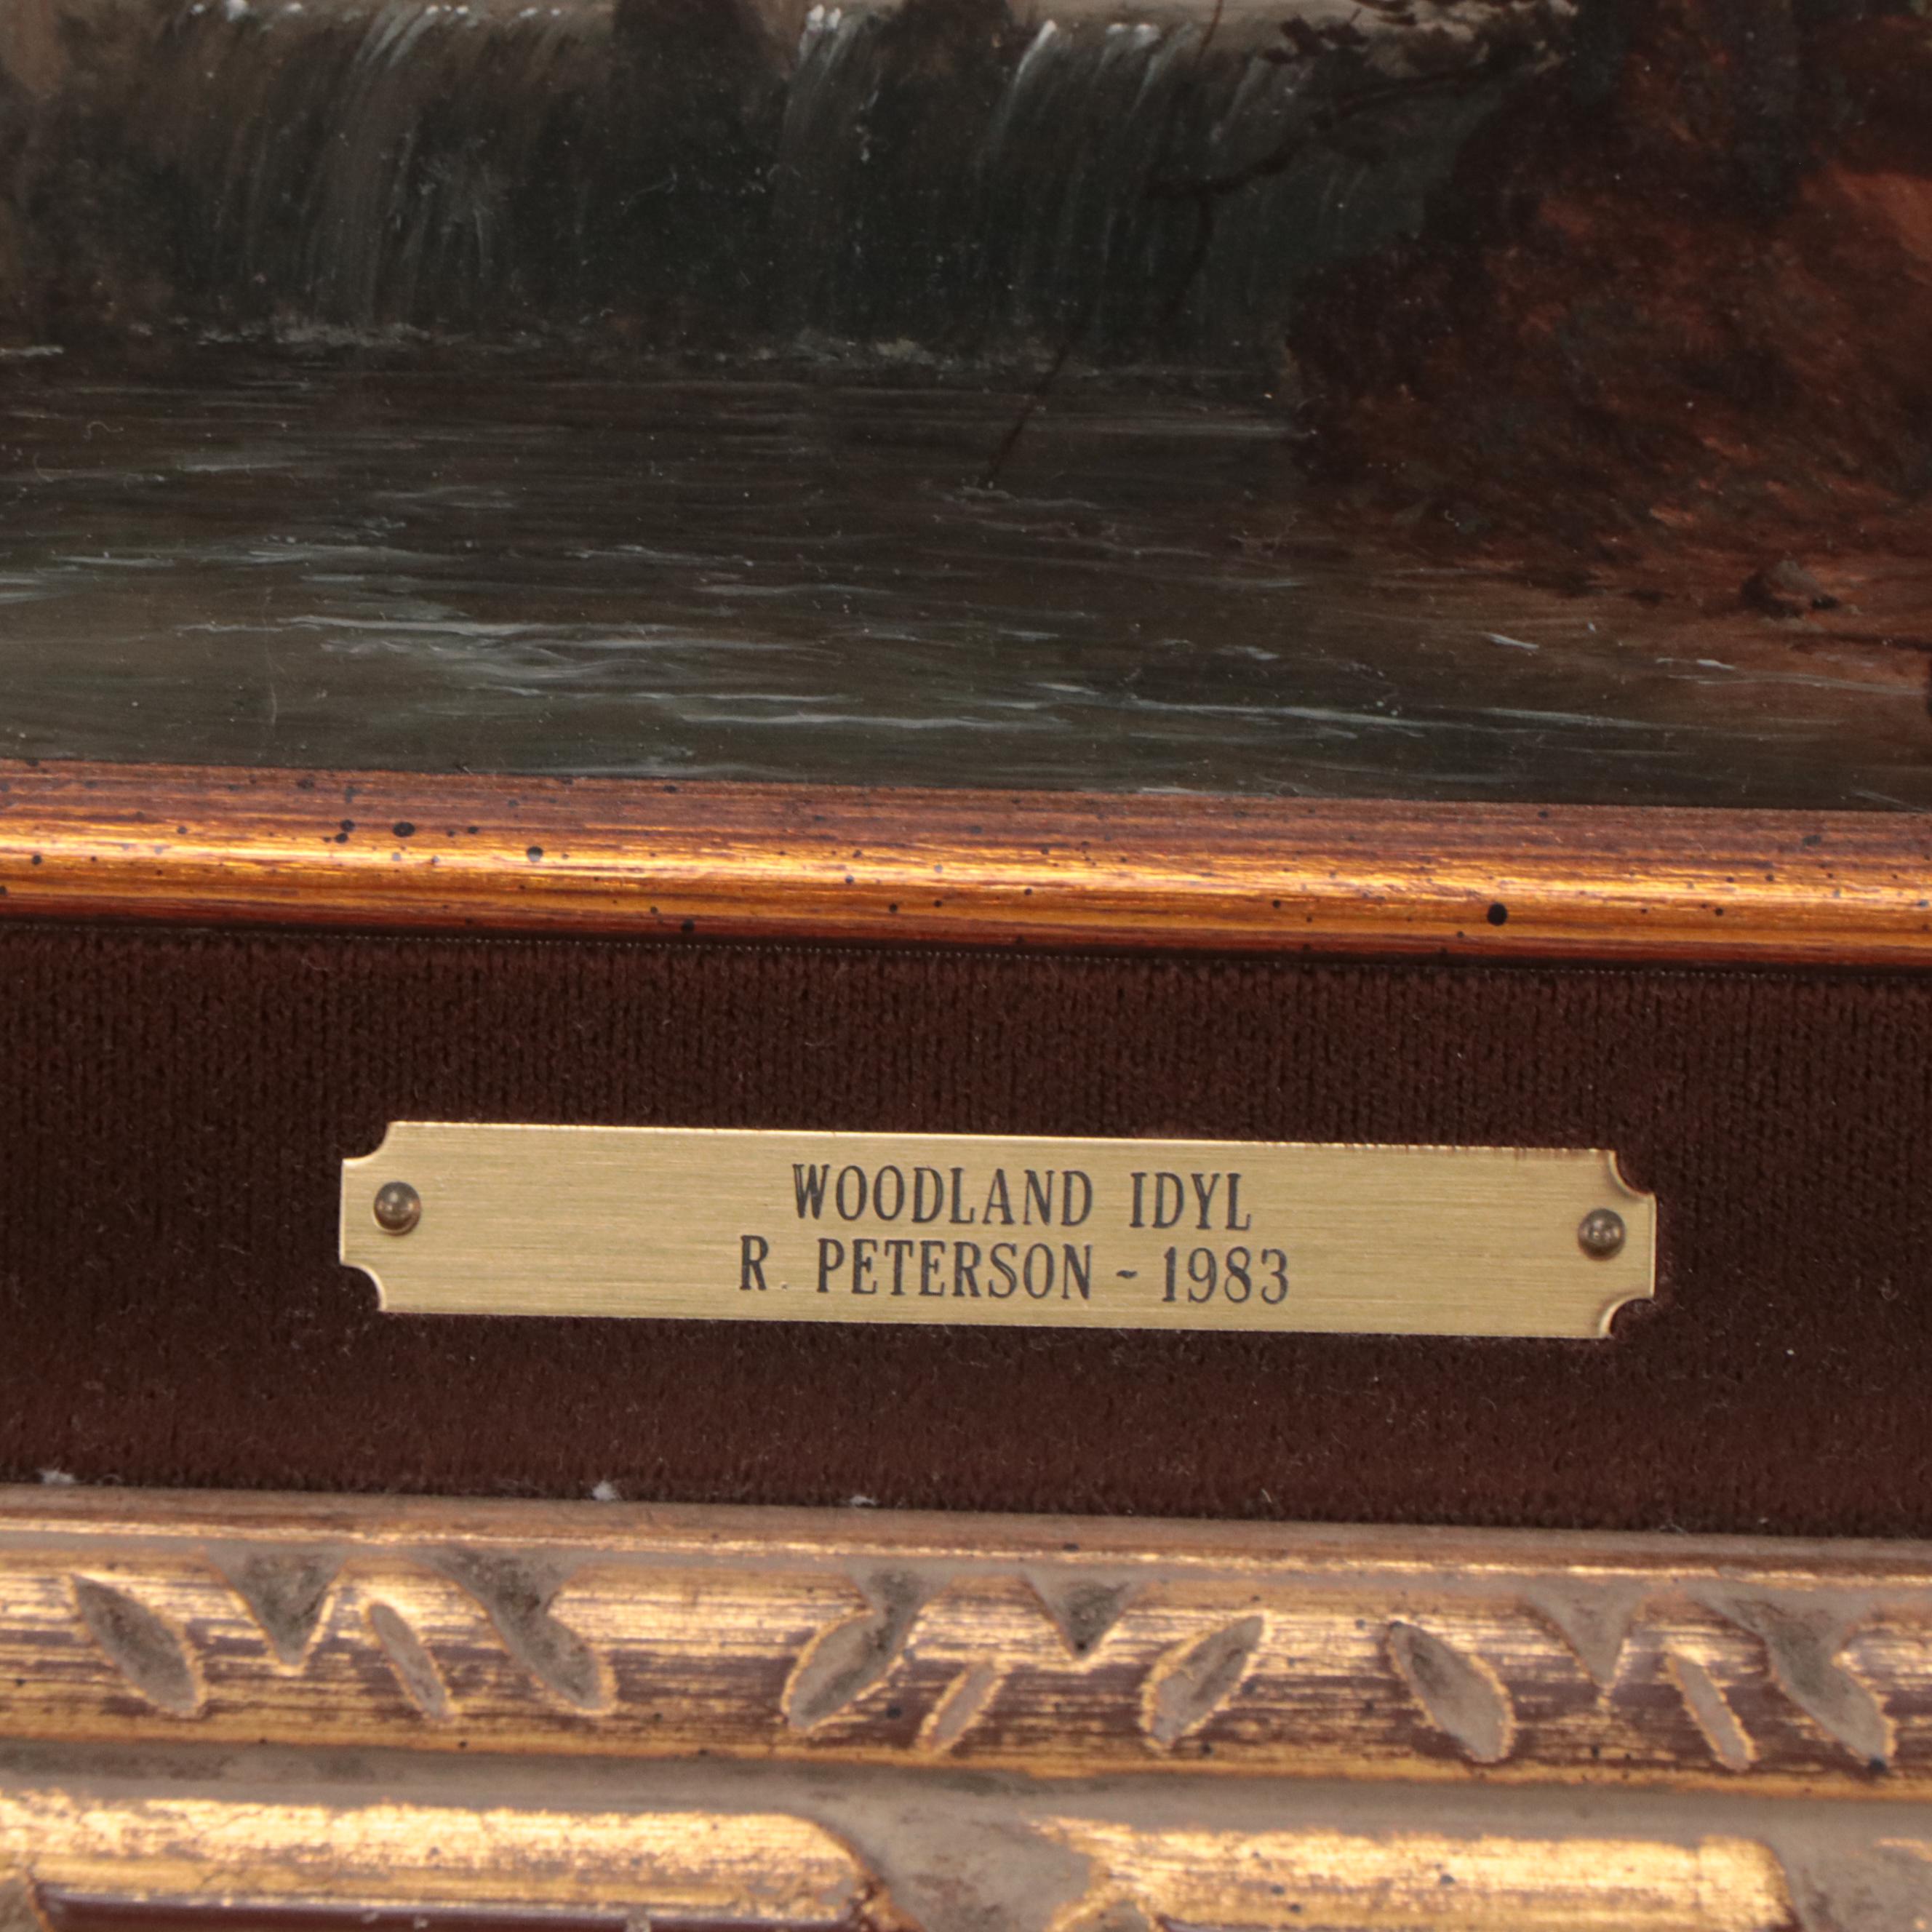 WOODLAND IDYL
R. PETERSON - 1983